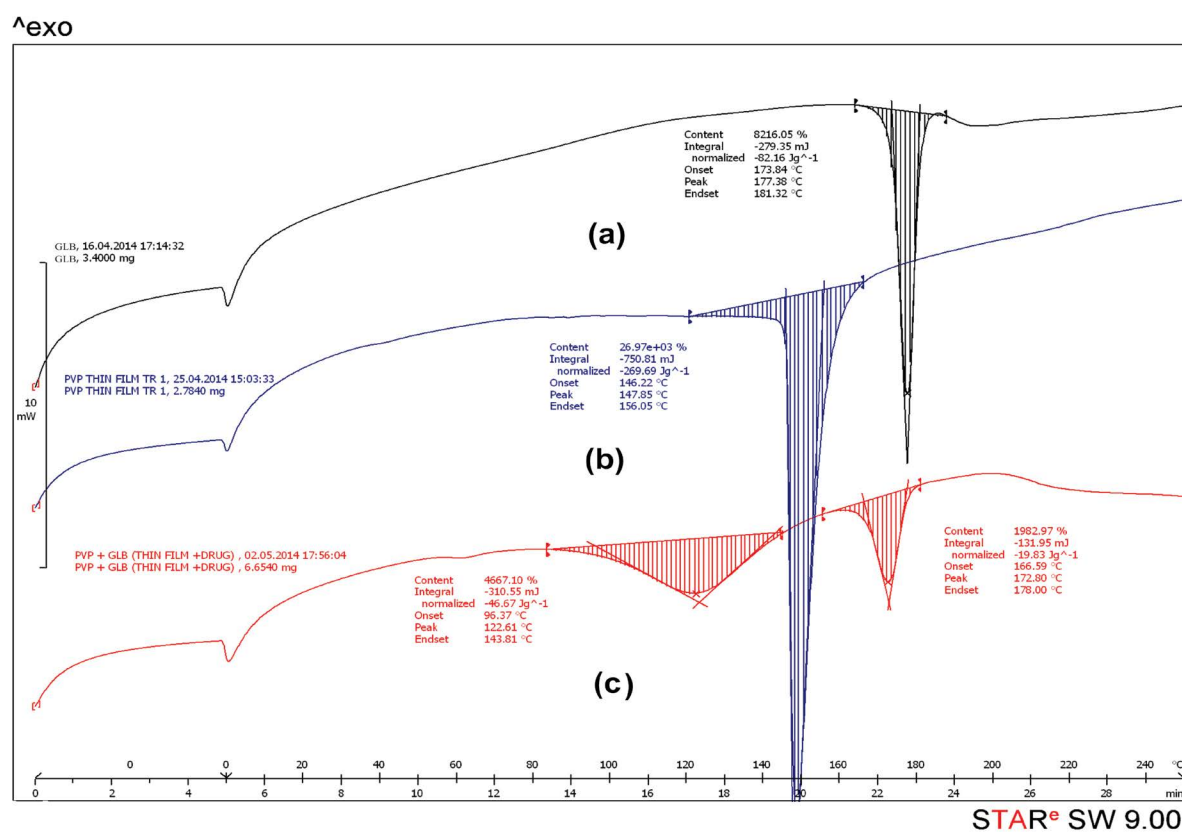 ^exo
Content 8216.05 %
Integral -279.35 mJ
normalized -82.16 Jg^-1
Onset 173.84 °C
Peak 177.38 °C
Endset 181.32 °C
(a)
GLB, 16.04.2014 17:14:32
GLB, 3.4000 mg
Content 26.97e+03 %
Integral -750.81 mJ
normalized -269.69 Jg^-1
Onset 146.22 °C
Peak 147.85 °C
Endset 156.05 °C
PVP THIN FILM TR 1, 25.04.2014 15:03:33
PVP THIN FILM TR 1, 2.7840 mg
10
mW
(b)
Content 1982.97 %
Integral -131.95 mJ
normalized -19.83 Jg^-1
Onset 166.59 °C
Peak 172.80 °C
Endset 178.00 °C
PVP + GLB (THIN FILM +DRUG) , 02.05.2014 17:56:04
PVP + GLB (THIN FILM +DRUG) , 6.6540 mg
Content 4667.10 %
Integral -310.55 mJ
normalized -46.67 Jg^-1
Onset 96.37 °C
Peak 122.61 °C
Endset 143.81 °C
(c)
0 0 20 40 60 80 100 120 140 160 180 200 220 240 °C
0 2 4 6 8 10 12 14 16 18 20 22 24 26 28 min
STARe SW 9.00